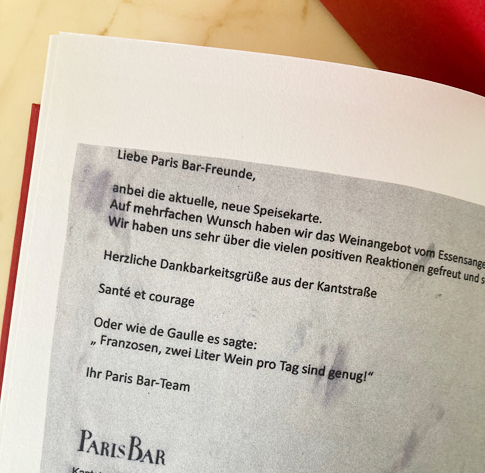 Liebe Paris Bar-Freunde,
anbei die aktuelle, neue Speisekarte.
Auf mehrfachen Wunsch haben wir das Weinangebot vom
Wir haben uns sehr über die vielen positiven Reaktionen gefreut und
Herzliche Dankbarkeitsgrüße aus der Kantstraße
Santé et courage
Oder wie de Gaulle es sagte:
„ Franzosen, zwei Liter Wein pro Tag sind genug!“
Ihr Paris Bar-Team
PARIS BAR